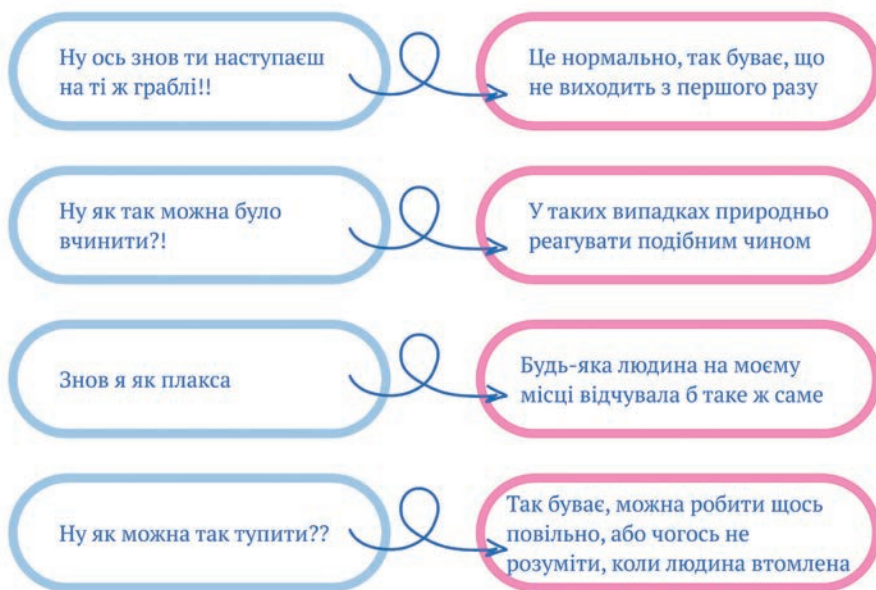 Ну ось знов ти наступаєш
на ті ж граблі!!
Це нормально, так буває, що
не виходить з першого разу
Ну як так можна було
вчинити?!
У таких випадках природньо
реагувати подібним чином
Знов я як плакса
Будь-яка людина на моєму
місці відчувала б таке ж саме
Ну як можна так тупити??
Так буває, можна робити щось
повільно, або чогось не
розуміти, коли людина втомлена